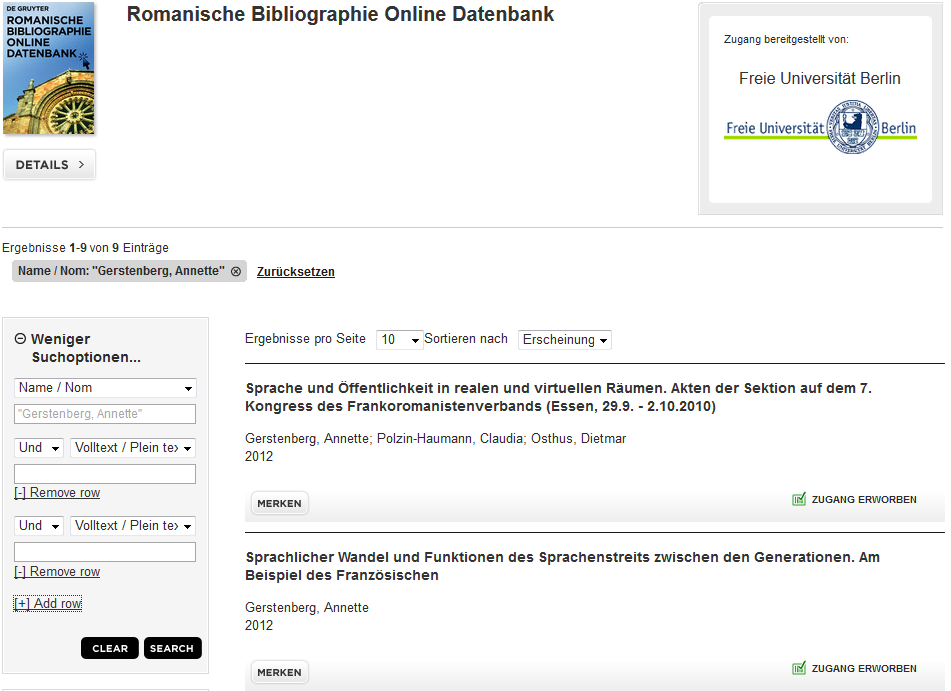 DE GRUYTER
ROMANISCHE
BIBLIOGRAPHIE
ONLINE
DATENBANK
Romanische Bibliographie Online Datenbank
DETAILS >
Zugang bereitgestellt von:
Freie Universität Berlin
Freie Universität Berlin
Ergebnisse 1-9 von 9 Einträge
Name / Nom: "Gerstenberg, Annette"
Zurücksetzen
Weniger
Suchoptionen...
Name / Nom
"Gerstenberg, Annette"
Und Volltext / Plein tex
[-] Remove row
Und Volltext / Plein tex
[-] Remove row
[+] Add row
CLEAR SEARCH
Ergebnisse pro Seite 10 Sortieren nach Erscheinung
Sprache und Öffentlichkeit in realen und virtuellen Räumen. Akten der Sektion auf dem 7.
Kongress des Frankoromanistenverbands (Essen, 29.9. - 2.10.2010)
Gerstenberg, Annette; Polzin-Haumann, Claudia; Osthus, Dietmar
2012
MERKEN ZUGANG ERWORBEN
Sprachlicher Wandel und Funktionen des Sprachenstreits zwischen den Generationen. Am
Beispiel des Französischen
Gerstenberg, Annette
2012
MERKEN ZUGANG ERWORBEN